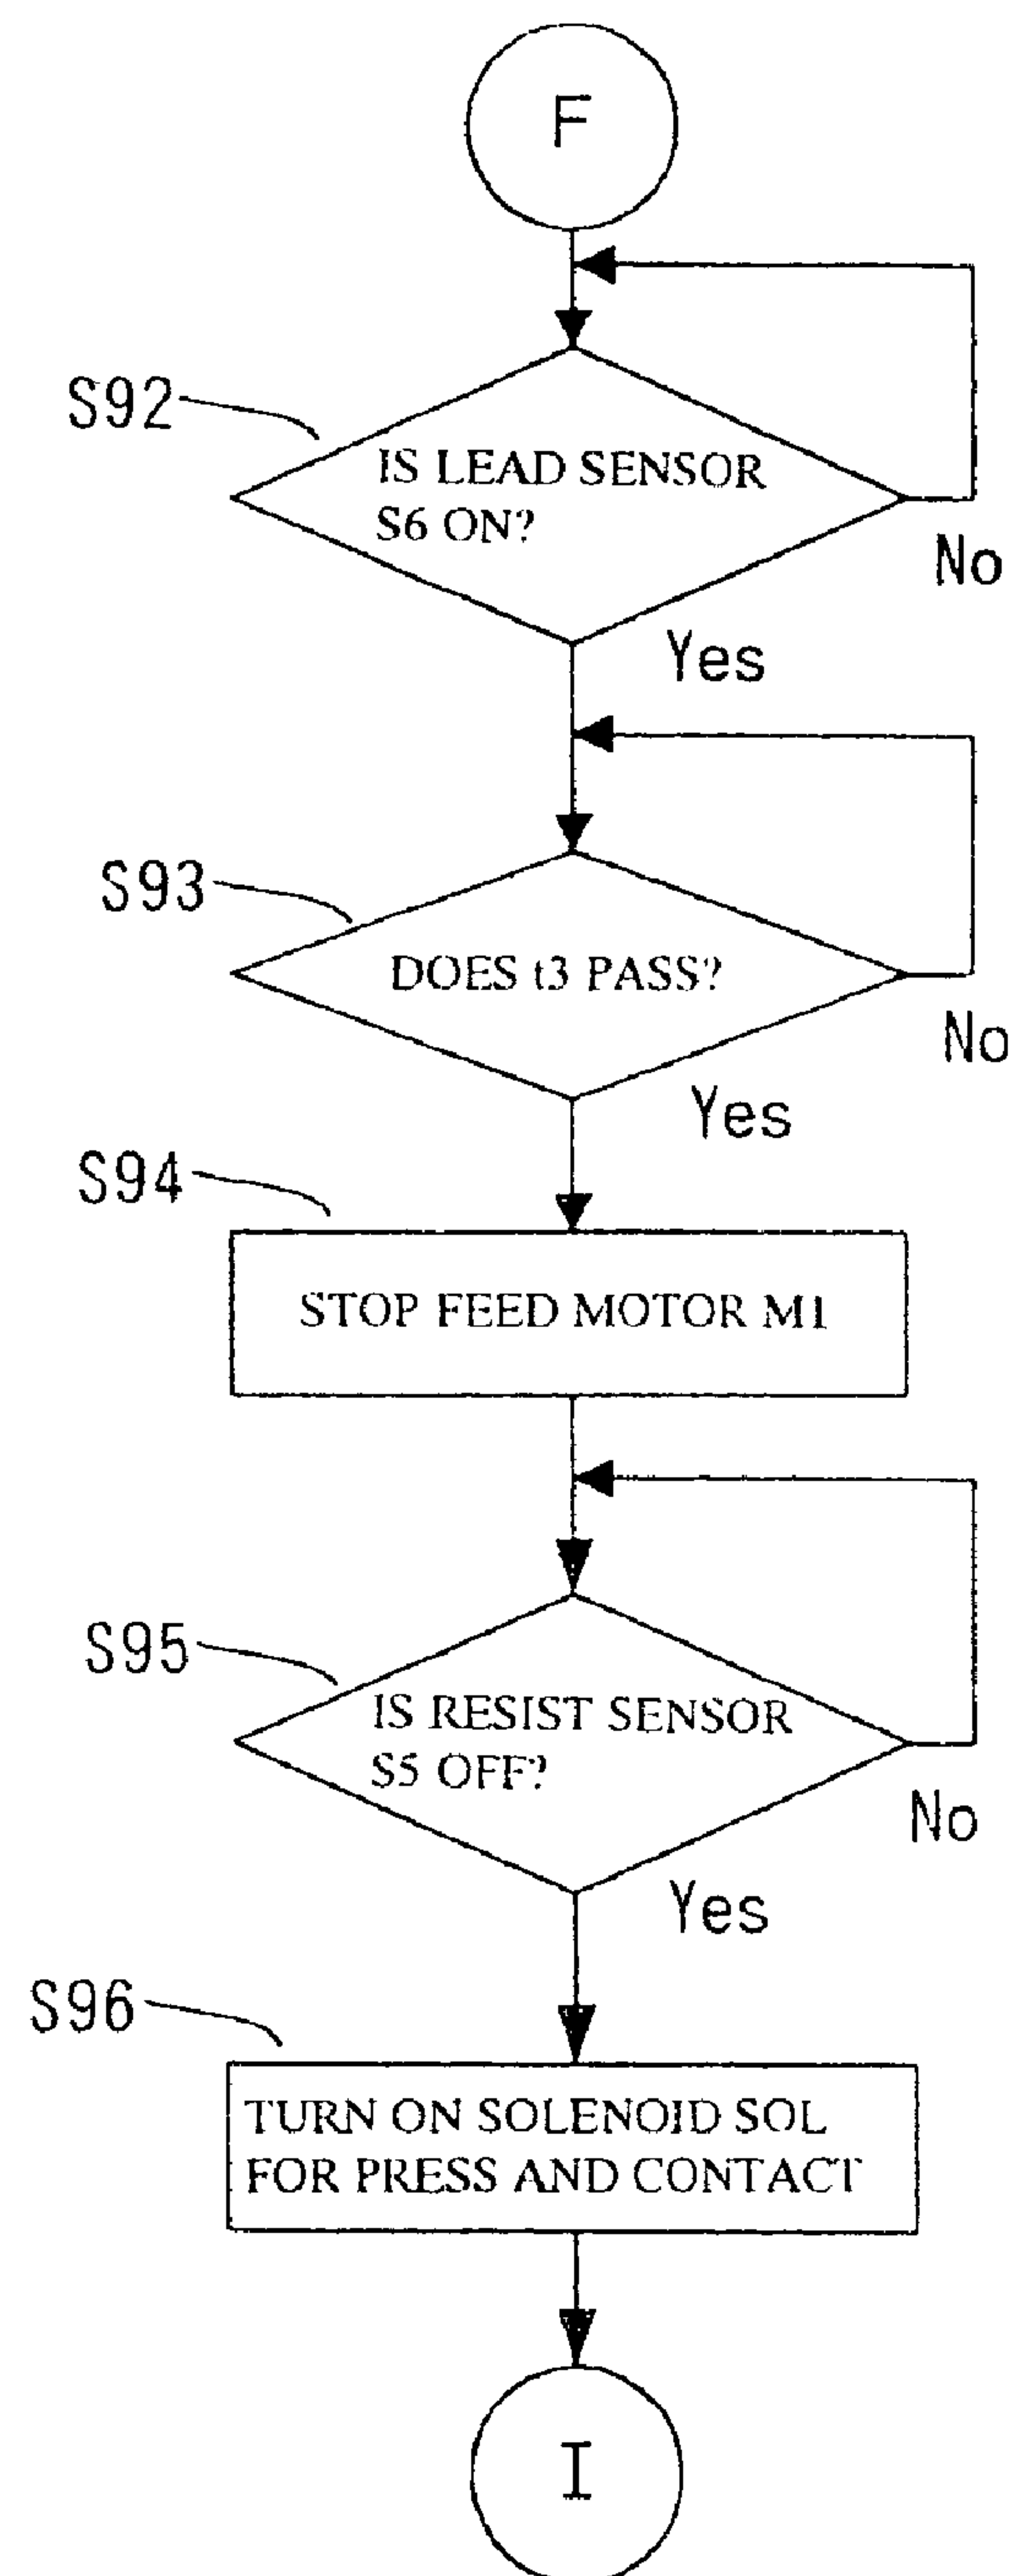 F
S92
IS LEAD SENSOR
S6 ON?
No
Yes
S93
DOES t3 PASS?
No
Yes
S94
STOP FEED MOTOR M1
S95
IS RESIST SENSOR
S5 OFF?
No
Yes
S96
TURN ON SOLENOID SOL
FOR PRESS AND CONTACT
I